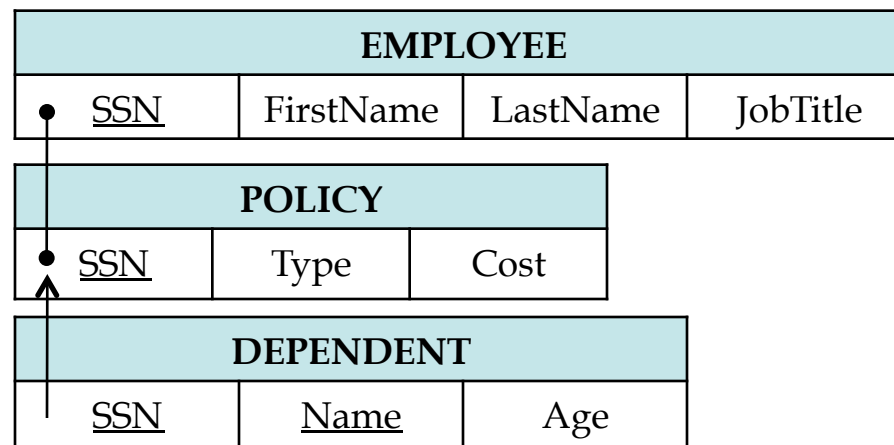 EMPLOYEE
SSN FirstName LastName JobTitle
POLICY
SSN Type Cost
DEPENDENT
SSN Name Age